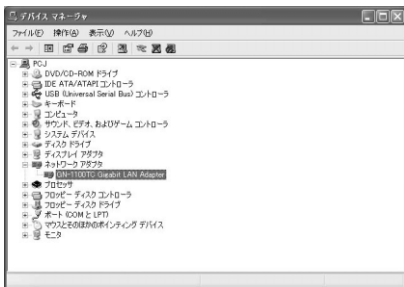 デバイス マネージャ
ファイル(F) 操作(A) 表示(V) ヘルプ(H)
PCJ
DVD/CD-ROM ドライブ
IDE ATA/ATAPI コントローラ
USB (Universal Serial Bus) コントローラ
キーボード
コンピュータ
サウンド、ビデオ、およびゲーム コントローラ
システム デバイス
ディスク ドライブ
ディスプレイ アダプタ
ネットワーク アダプタ
GN-1100TC Gigabit LAN Adapter
プロセッサ
フロッピー ディスク コントローラ
フロッピー ディスク ドライブ
ポート (COM と LPT)
マウスとそのほかのポインティング デバイス
モニタ